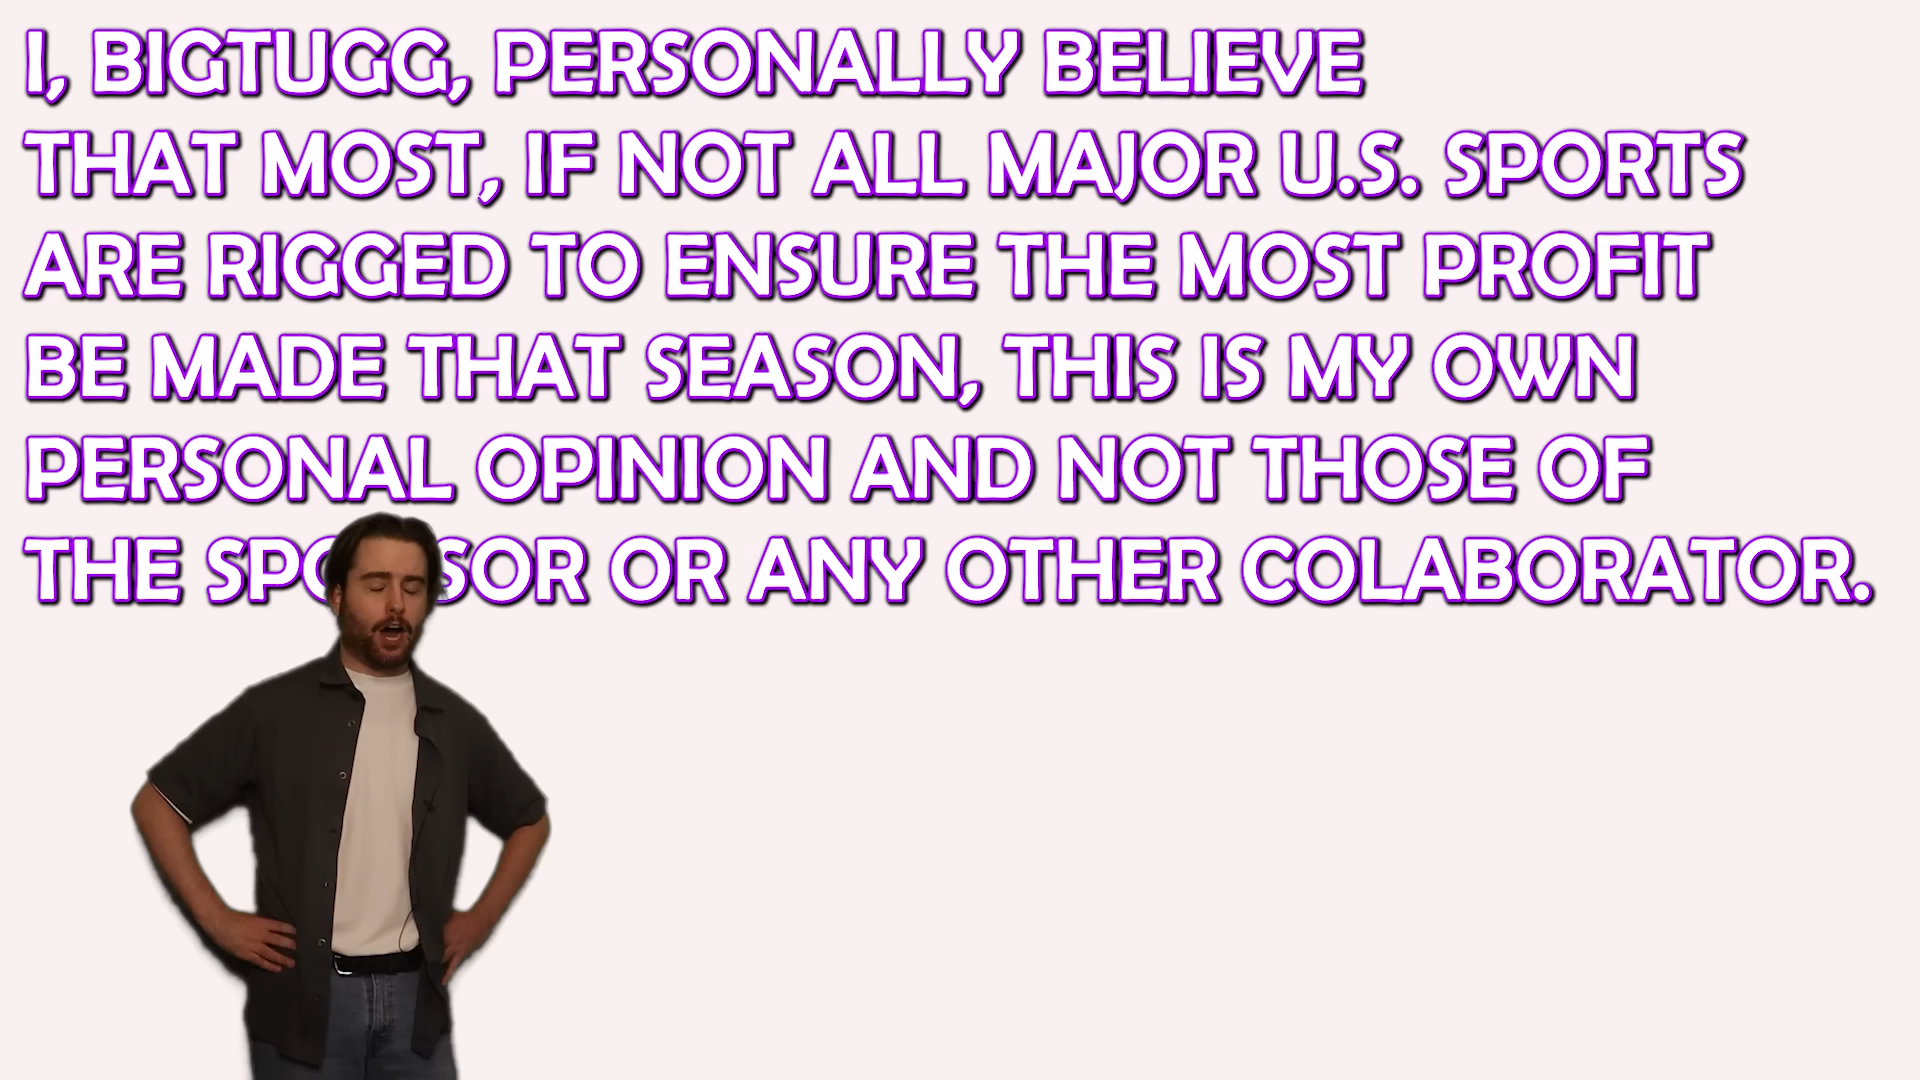 I, BIGTUGG, PERSONALLY BELIEVE
THAT MOST, IF NOT ALL MAJOR U.S. SPORTS
ARE RIGGED TO ENSURE THE MOST PROFIT
BE MADE THAT SEASON, THIS IS MY OWN
PERSONAL OPINION AND NOT THOSE OF
THE SPONSOR OR ANY OTHER COLABORATOR.